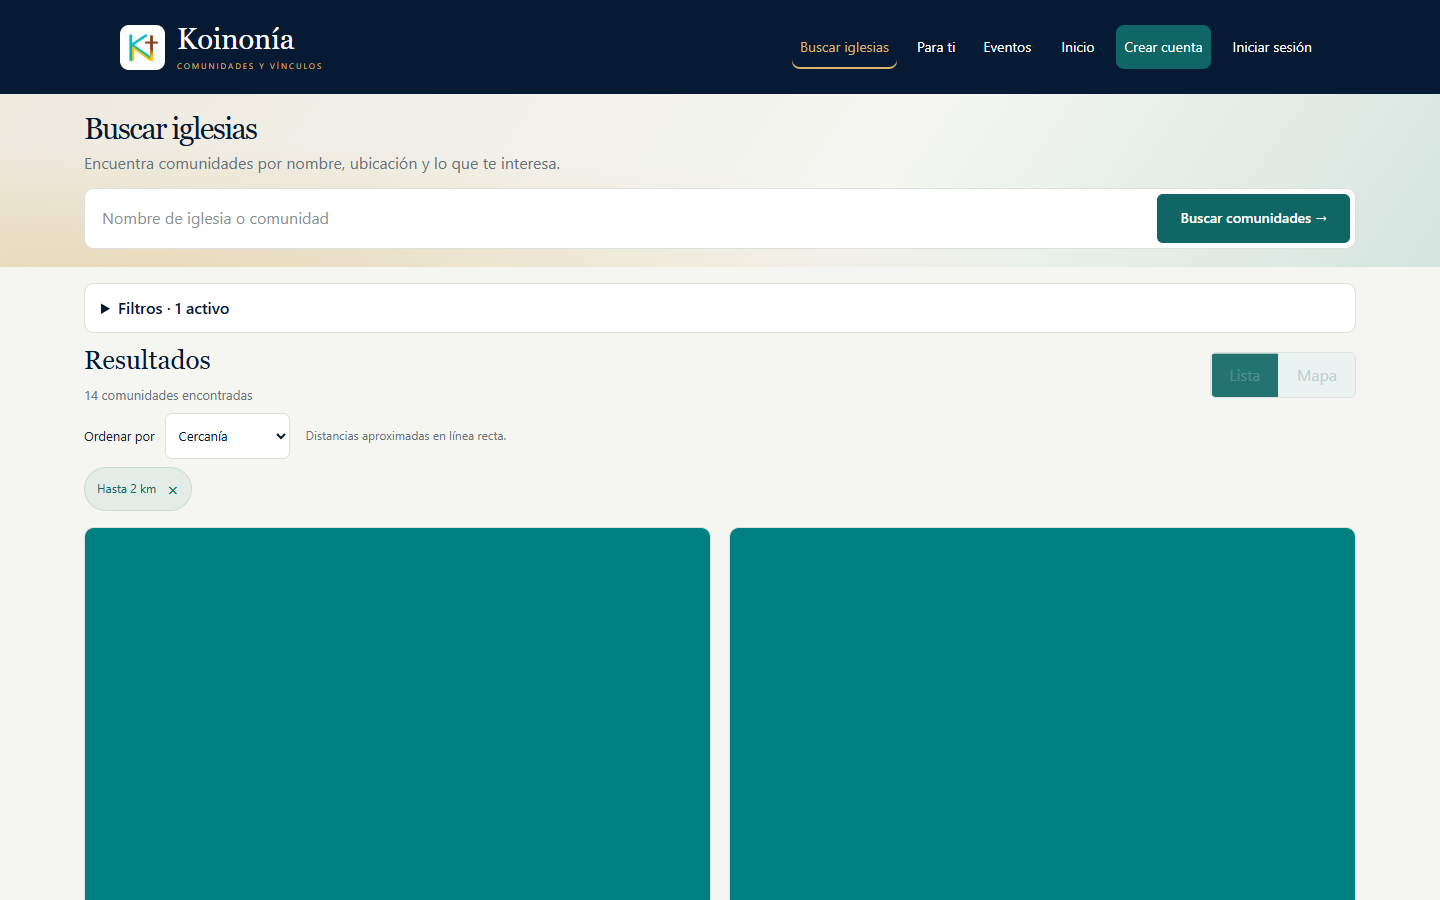 Koinonía
COMUNIDADES Y VÍNCULOS
Buscar iglesias
Para ti
Eventos
Inicio
Crear cuenta
Iniciar sesión
Buscar iglesias
Encuentra comunidades por nombre, ubicación y lo que te interesa.
Nombre de iglesia o comunidad
Buscar comunidades →
Filtros · 1 activo
Resultados
14 comunidades encontradas
Lista
Mapa
Ordenar por
Cercanía
Distancias aproximadas en línea recta.
Hasta 2 km ×